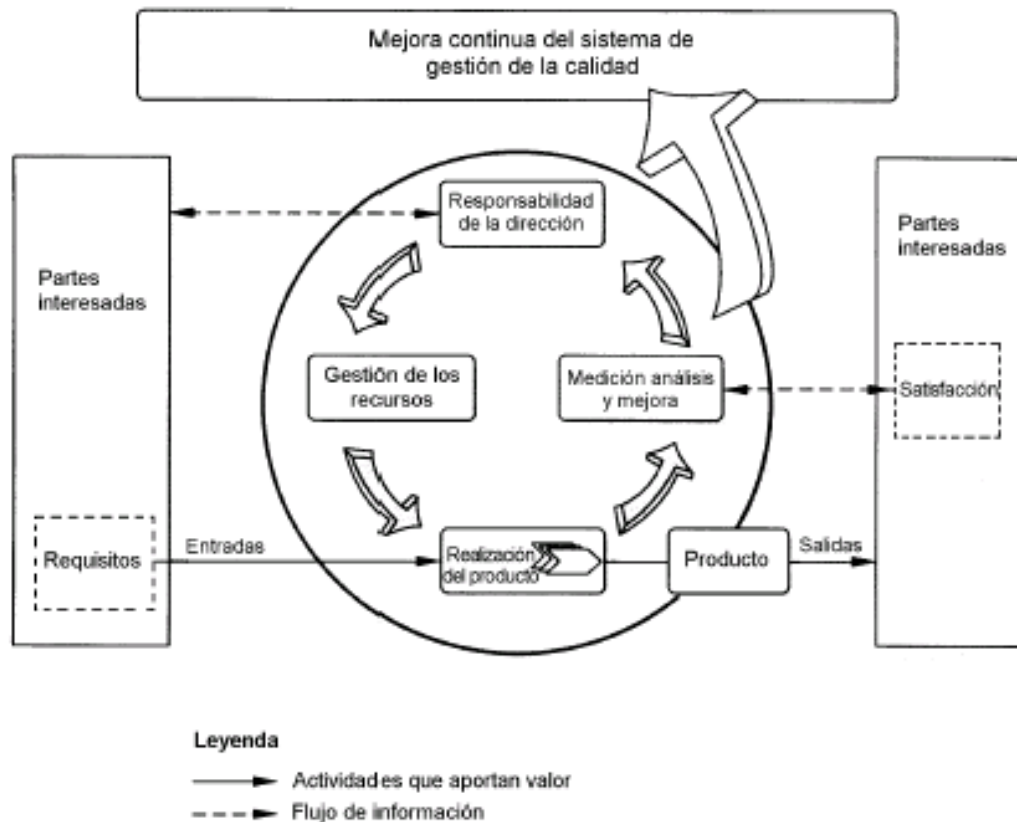 Mejora continua del sistema de
gestión de la calidad
Responsabilidad
de la dirección
Partes
interesadas
Partes
interesadas
Gestión de los
recursos
Medición análisis
y mejora
Satisfacción
Requisitos
Entradas
Realización
del producto
Producto
Salidas
Leyenda
Actividades que aportan valor
Flujo de información